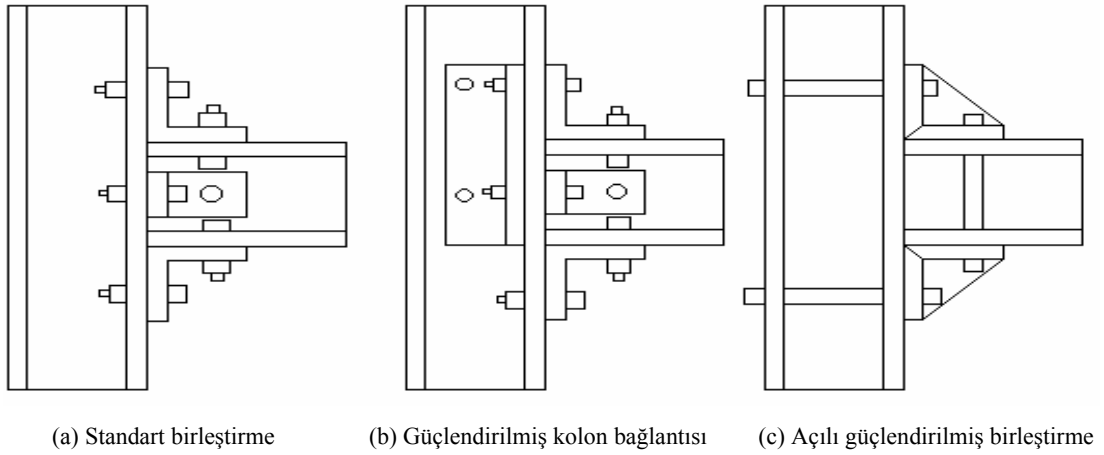 (a) Standart birleştirme
(b) Güçlendirilmiş kolon bağlantısı
(c) Açılı güçlendirilmiş birleştirme